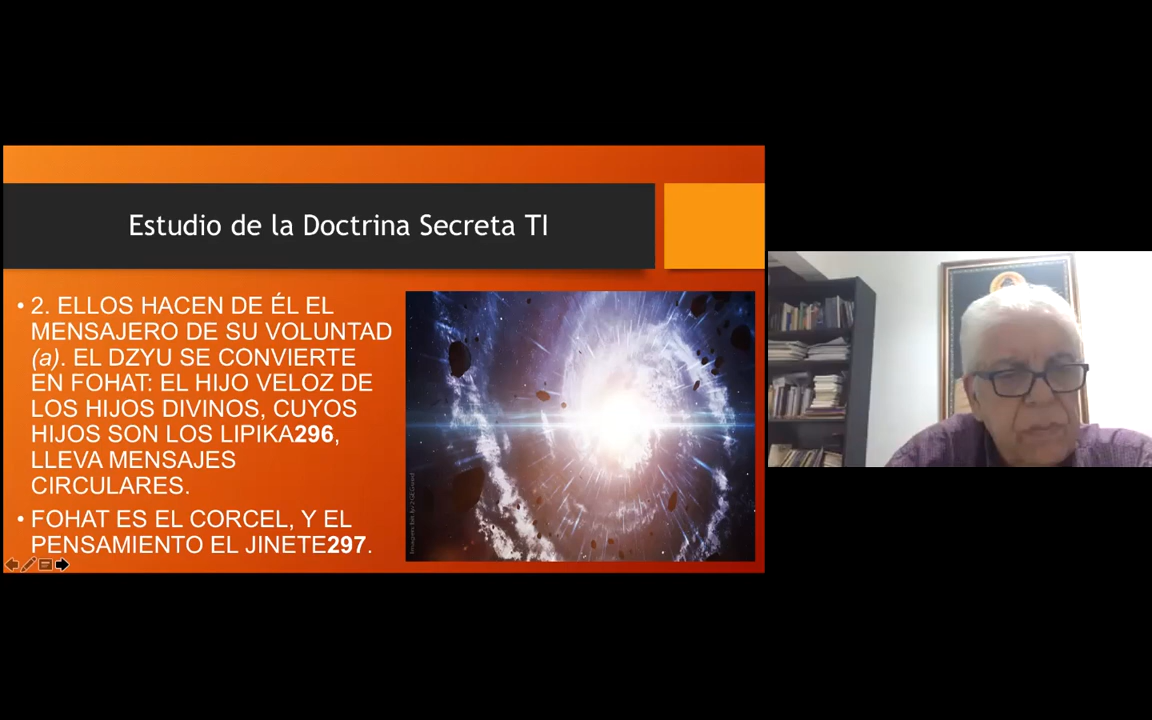 Estudio de la Doctrina Secreta TI
• 2. ELLOS HACEN DE ÉL EL
MENSAJERO DE SU VOLUNTAD
(a). EL DZYU SE CONVIERTE
EN FOHAT: EL HIJO VELOZ DE
LOS HIJOS DIVINOS, CUYOS
HIJOS SON LOS LIPIKA296,
LLEVA MENSAJES
CIRCULARES.
• FOHAT ES EL CORCEL, Y EL
PENSAMIENTO EL JINETE297.